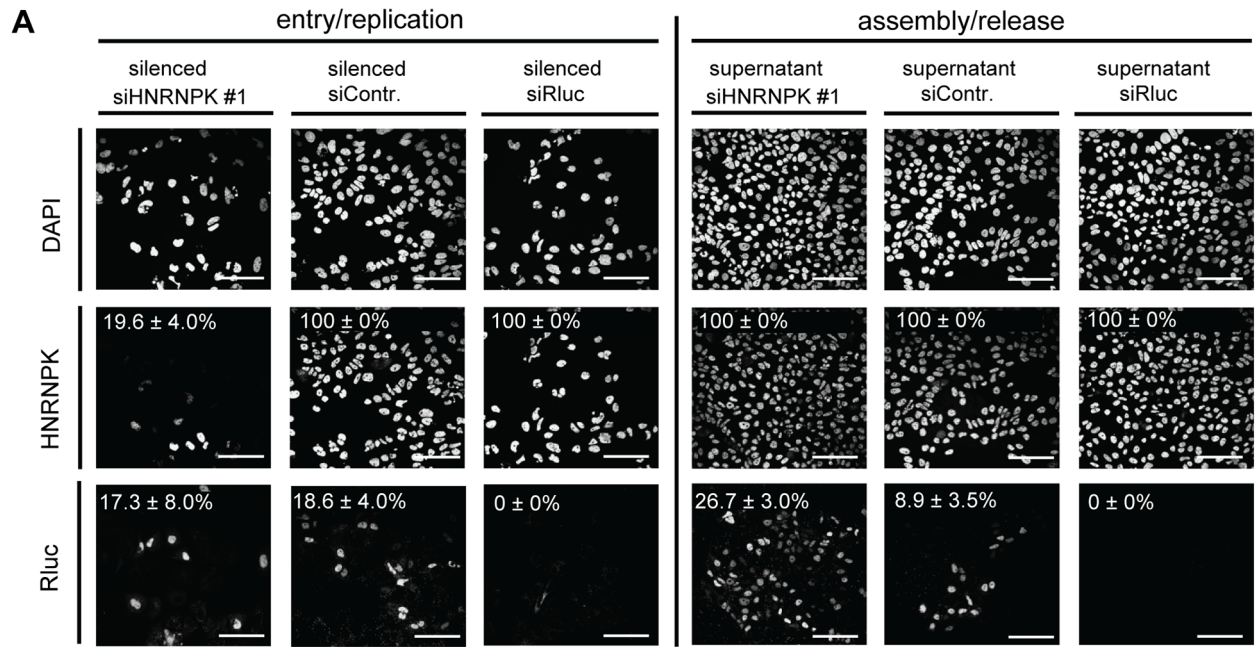 A
entry/replication
assembly/release
silenced
siHNRNPK #1
silenced
siContr.
silenced
siRluc
supernatant
siHNRNPK #1
supernatant
siContr.
supernatant
siRluc
DAPI
HNRNPK
19.6 ± 4.0%
100 ± 0%
100 ± 0%
100 ± 0%
100 ± 0%
100 ± 0%
Rluc
17.3 ± 8.0%
18.6 ± 4.0%
0 ± 0%
26.7 ± 3.0%
8.9 ± 3.5%
0 ± 0%